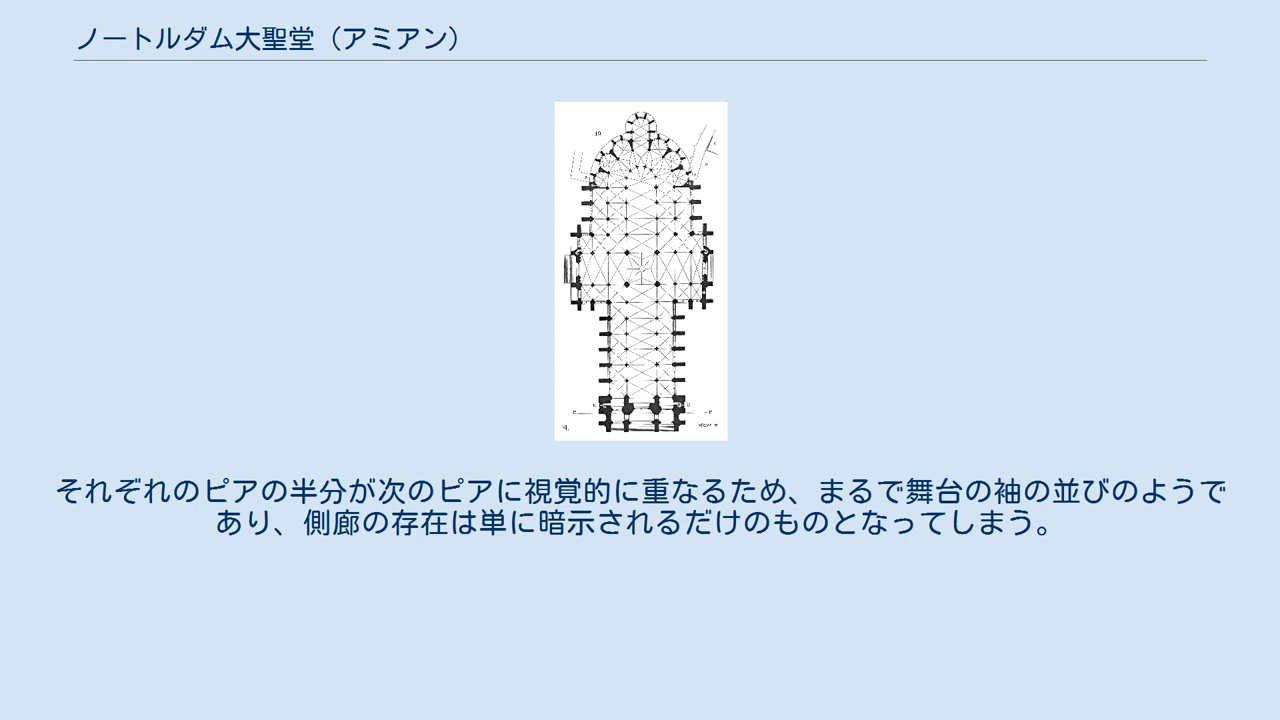 ノートルダム大聖堂（アミアン）
それぞれのピアの半分が次のピアに視覚的に重なるため、まるで舞台の袖の並びのようで
あり、側廊の存在は単に暗示されるだけのものとなってしまう。